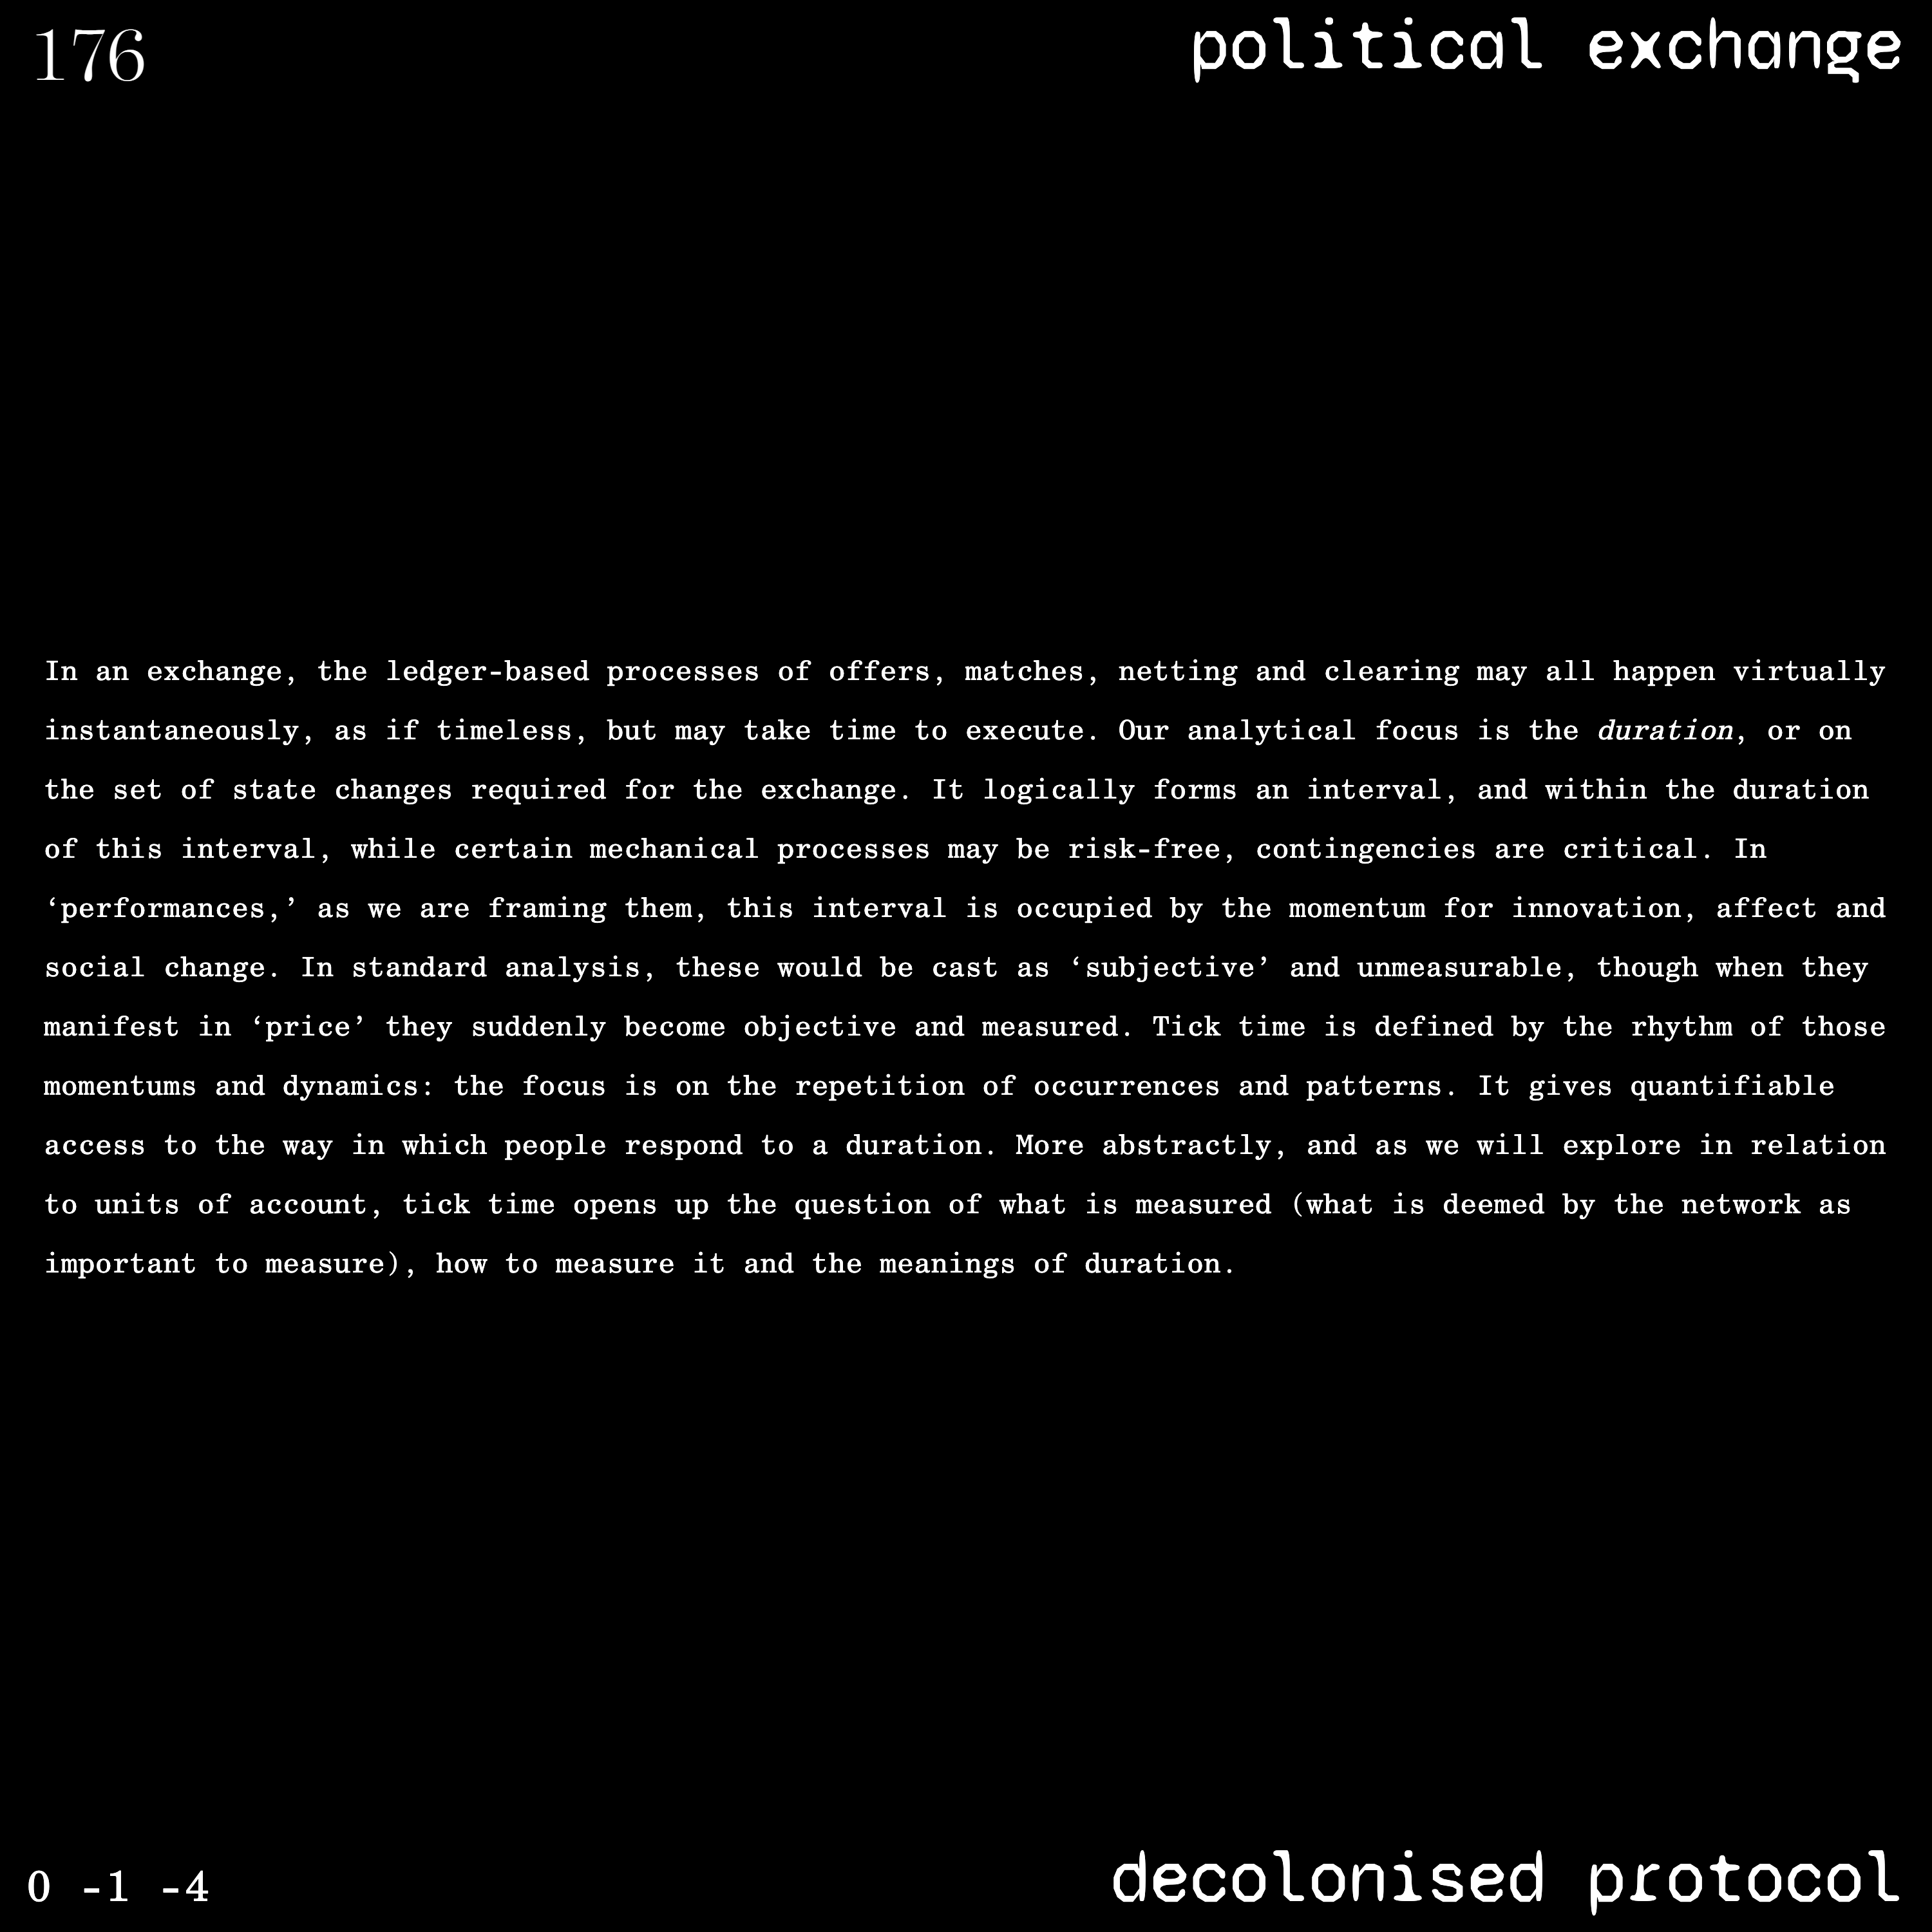 176
political exchange
In an exchange, the ledger-based processes of offers, matches, netting and clearing may all happen virtually
instantaneously, as if timeless, but may take time to execute. Our analytical focus is the duration, or on
the set of state changes required for the exchange. It logically forms an interval, and within the duration
of this interval, while certain mechanical processes may be risk-free, contingencies are critical. In
‘performances,’ as we are framing them, this interval is occupied by the momentum for innovation, affect and
social change. In standard analysis, these would be cast as ‘subjective’ and unmeasurable, though when they
manifest in ‘price’ they suddenly become objective and measured. Tick time is defined by the rhythm of those
momentums and dynamics: the focus is on the repetition of occurrences and patterns. It gives quantifiable
access to the way in which people respond to a duration. More abstractly, and as we will explore in relation
to units of account, tick time opens up the question of what is measured (what is deemed by the network as
important to measure), how to measure it and the meanings of duration.
0 -1 -4
decolonised protocol